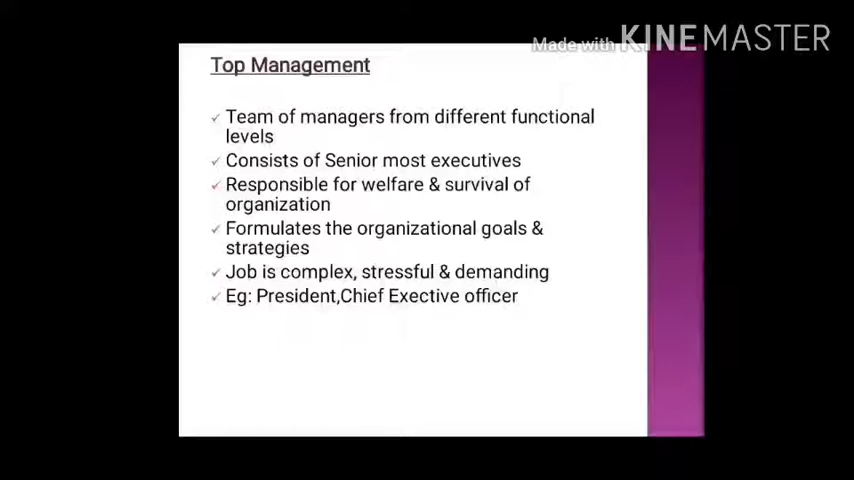 Made with KINEMASTER
Top Management
✓ Team of managers from different functional
levels
✓ Consists of Senior most executives
✓ Responsible for welfare & survival of
organization
✓ Formulates the organizational goals &
strategies
✓ Job is complex, stressful & demanding
✓ Eg: President,Chief Exective officer